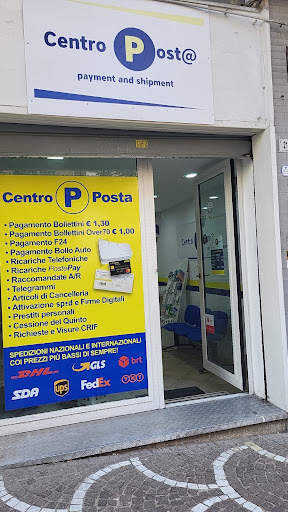 Centro Post@
payment and shipment
Centro P Posta
• Pagamento Bollettini € 1,30
• Pagamento Bollettini Over70 € 1,00
• Pagamento F24
• Pagamento Bollo Auto
• Ricariche Telefoniche
• Ricariche PostePay
• Raccomandate A/R
• Telegrammi
• Articoli di Cancelleria
• Attivazione spid e Firme Digitali
• Prestiti personali
• Cessione del Quinto
• Richieste e Visure CRIF
SPEDIZIONI NAZIONALI E INTERNAZIONALI
COI PREZZI PIÙ BASSI DI SEMPRE!
DHL GLS brt
SDA ups FedEx TNT